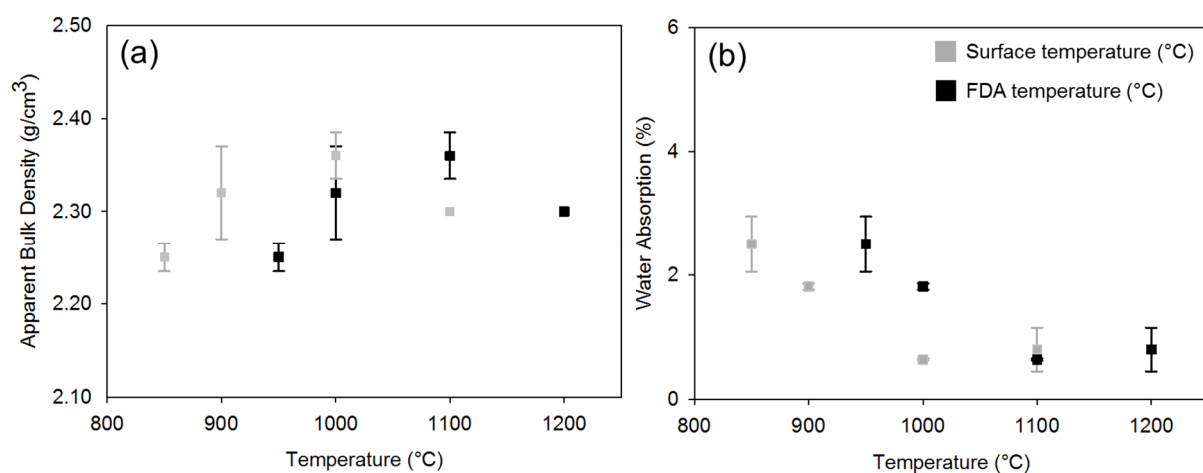 (a)
Apparent Bulk Density (g/cm³)
2.50
2.40
2.30
2.20
2.10
800
900
1000
1100
1200
Temperature (°C)
(b)
Surface temperature (°C)
FDA temperature (°C)
Water Absorption (%)
6
4
2
0
800
900
1000
1100
1200
Temperature (°C)